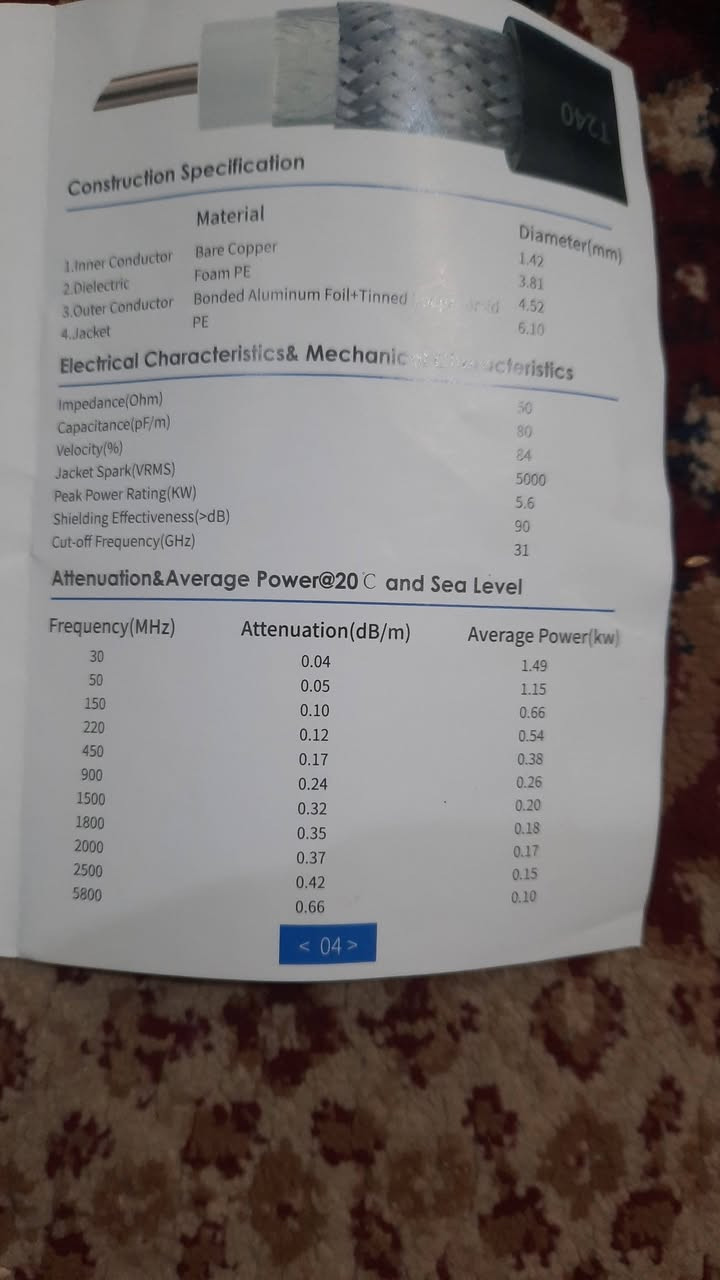 T240
Construction Specification
Material Diameter(mm)
1.Inner Conductor Bare Copper 1.42
2.Dielectric Foam PE 3.81
3.Outer Conductor Bonded Aluminum Foil+Tinned 4.52
4.Jacket PE 6.10
Electrical Characteristics& Mechanical Characteristics
Impedance(Ohm) 50
Capacitance(pF/m) 80
Velocity(%) 84
Jacket Spark(VRMS) 5000
Peak Power Rating(KW) 5.6
Shielding Effectiveness(>dB) 90
Cut-off Frequency(GHz) 31
Attenuation&Average Power@20℃ and Sea Level
Frequency(MHz) Attenuation(dB/m) Average Power(kw)
30 0.04 1.49
50 0.05 1.15
150 0.10 0.66
220 0.12 0.54
450 0.17 0.38
900 0.24 0.26
1500 0.32 0.20
1800 0.35 0.18
2000 0.37 0.17
2500 0.42 0.15
5800 0.66 0.10
< 04 >